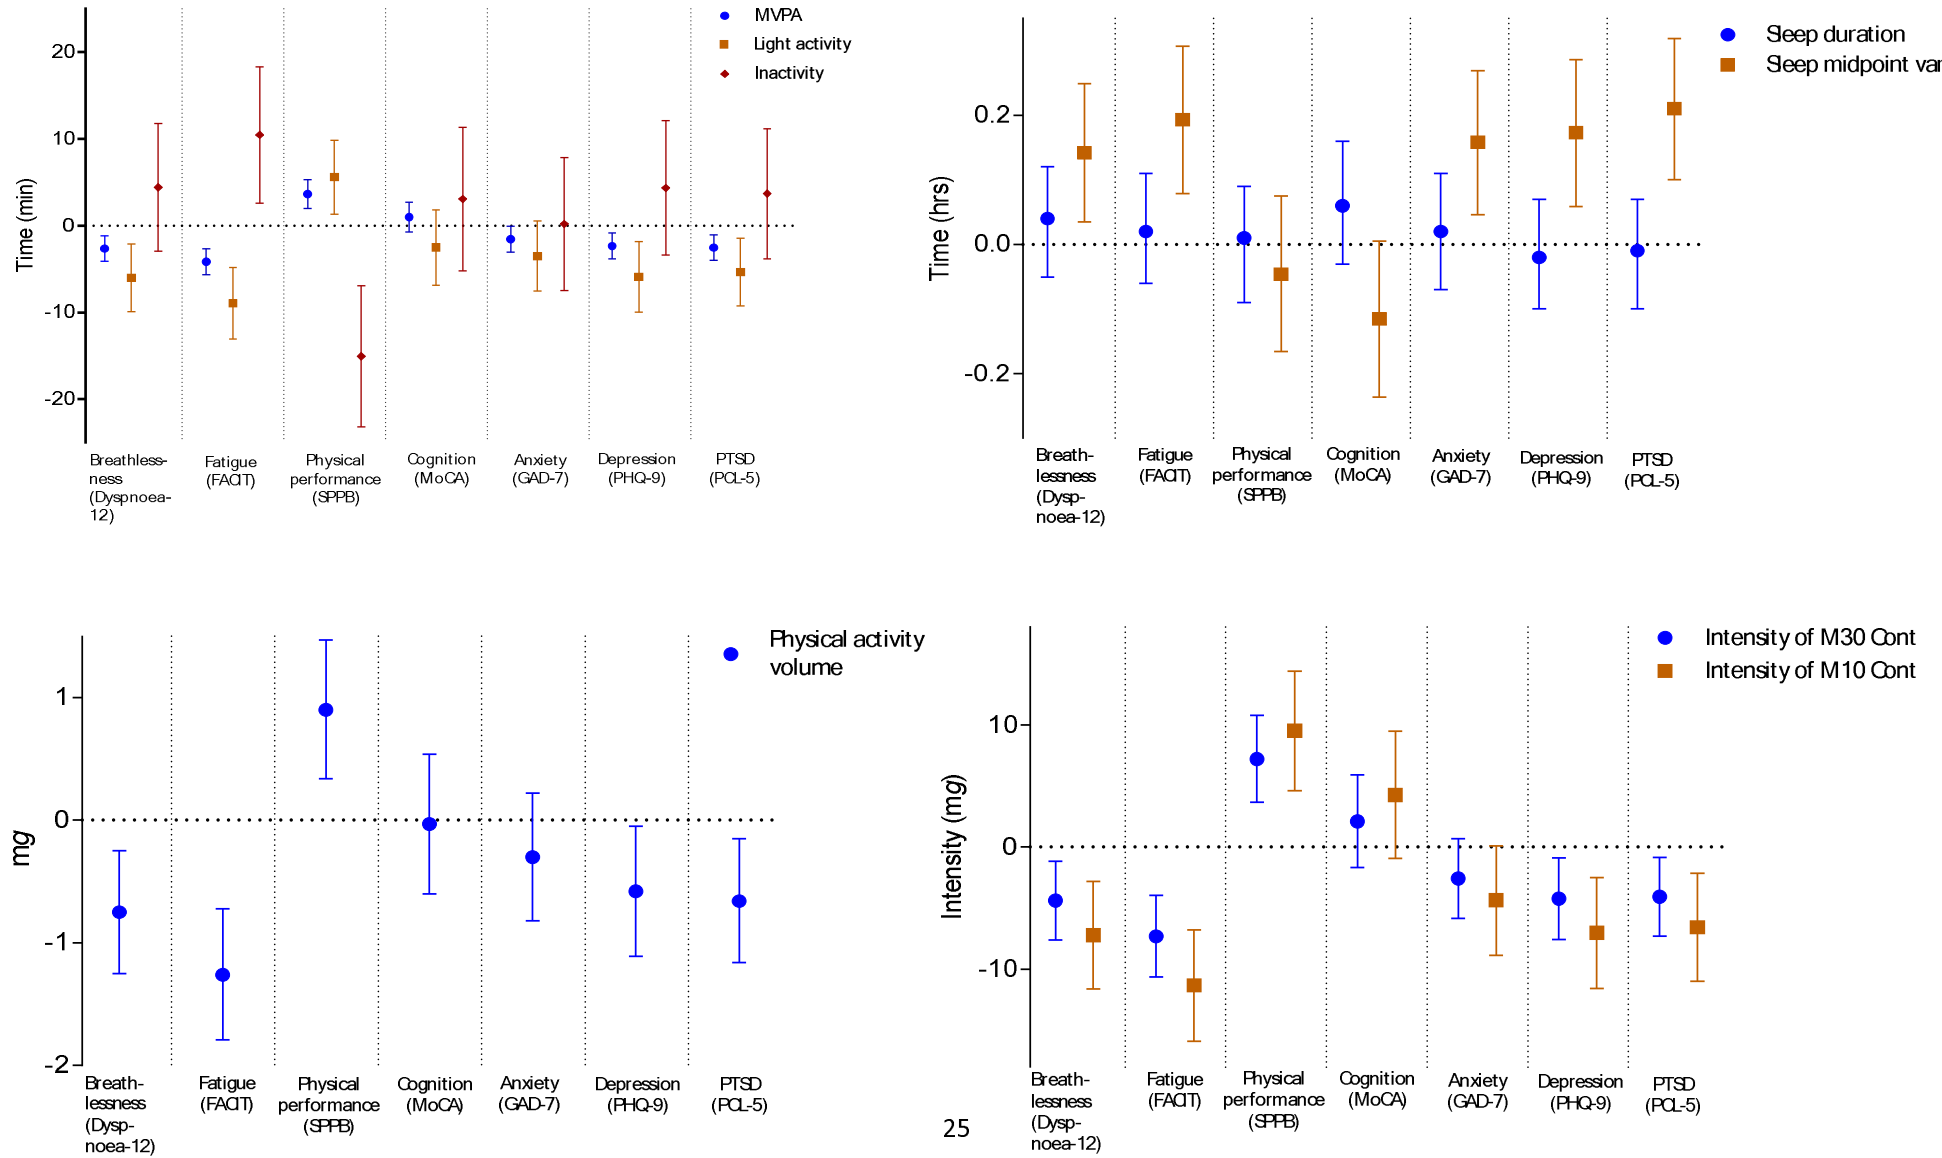 MVPA
Light activity
Inactivity
Time (min)
20
10
0
-10
-20
Breathless-
ness
(Dyspnoea-
12)
Fatigue
(FACIT)
Physical
performance
(SPPB)
Cognition
(MoCA)
Anxiety
(GAD-7)
Depression
(PHQ-9)
PTSD
(PCL-5)
Sleep duration
Sleep midpoint var
Time (hrs)
0.2
0.0
-0.2
Breath-
lessness
(Dysp-
noea-12)
Fatigue
(FACIT)
Physical
performance
(SPPB)
Cognition
(MoCA)
Anxiety
(GAD-7)
Depression
(PHQ-9)
PTSD
(PCL-5)
Physical activity
volume
mg
1
0
-1
-2
Breath-
lessness
(Dysp-
noea-12)
Fatigue
(FACIT)
Physical
performance
(SPPB)
Cognition
(MoCA)
Anxiety
(GAD-7)
Depression
(PHQ-9)
PTSD
(PCL-5)
Intensity of M30 Cont
Intensity of M10 Cont
Intensity (mg)
10
0
-10
Breath-
lessness
(Dysp-
noea-12)
Fatigue
(FACIT)
Physical
performance
(SPPB)
Cognition
(MoCA)
Anxiety
(GAD-7)
Depression
(PHQ-9)
PTSD
(PCL-5)
25